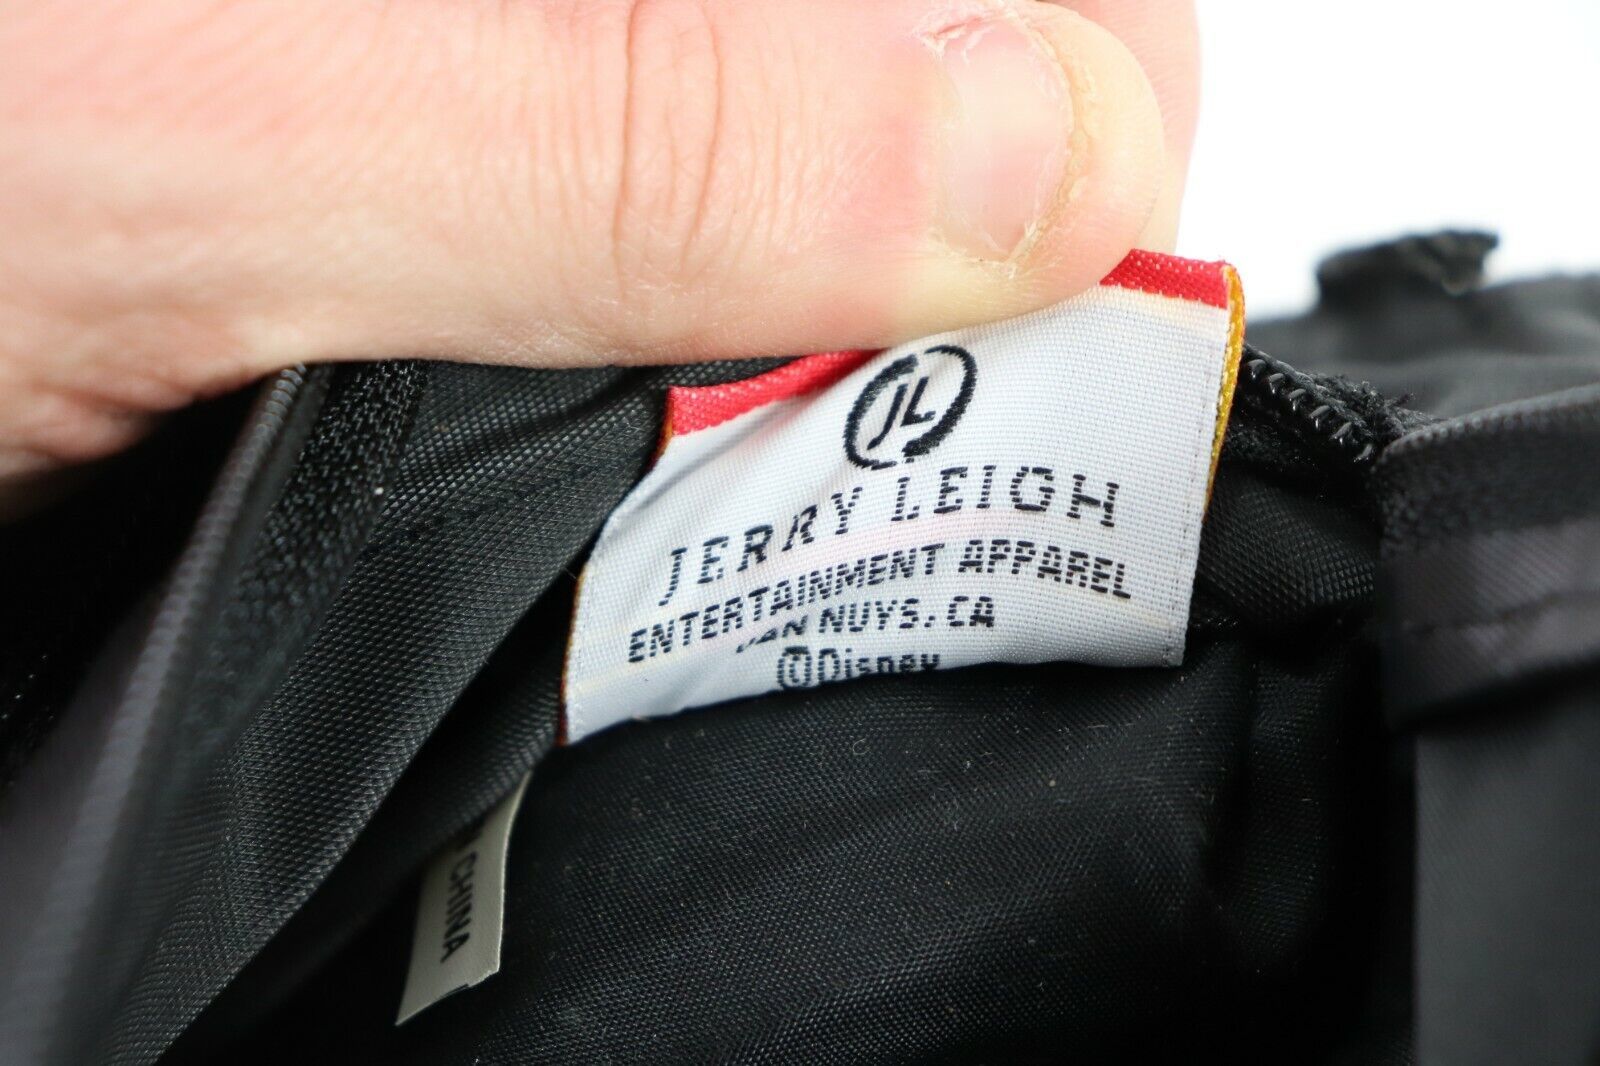 JL
JERRY LEIGH
ENTERTAINMENT APPAREL
VAN NUYS, CA
©Disney
CHINA